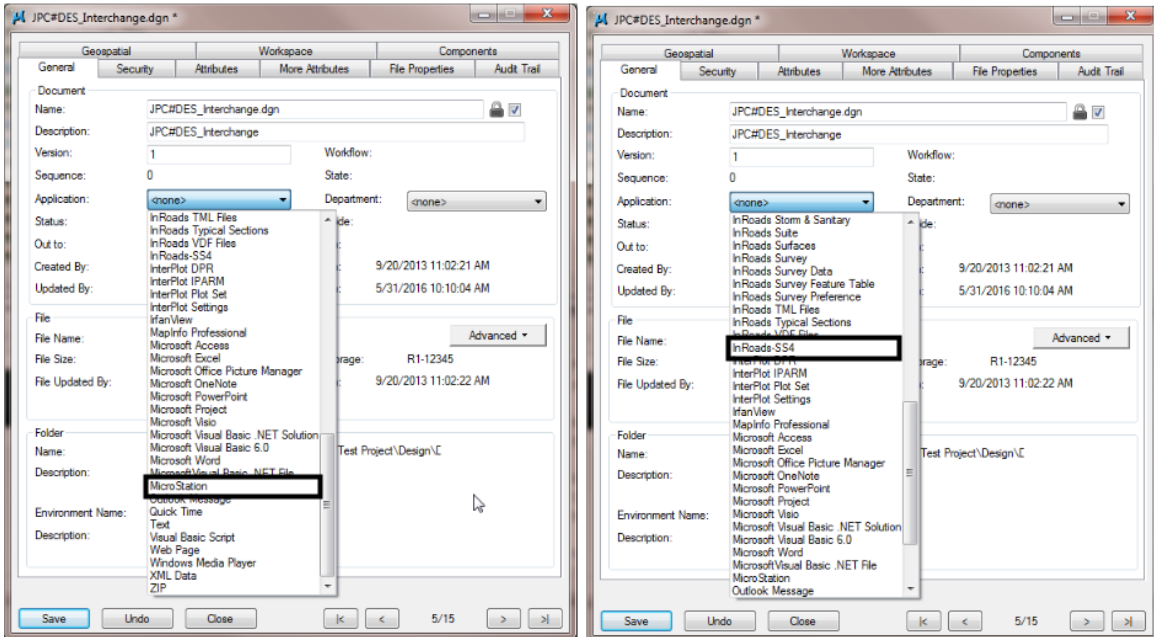 JPC#DES_Interchange.dgn *
Geospatial Workspace Components
General Security Attributes More Attributes File Properties Audit Trail
Document
Name: JPC#DES_Interchange.dgn
Description: JPC#DES_Interchange
Version: 1 Workflow:
Sequence: 0 State:
Application: <none> Department: <none>
Status:
Out to:
Created By: 9/20/2013 11:02:21 AM
Updated By: 5/31/2016 10:10:04 AM
InRoads TML Files
InRoads Typical Sections
InRoads VDF Files
InRoads-SS4
InterPlot DPR
InterPlot IPARM
InterPlot Plot Set
InterPlot Settings
IrfanView
MapInfo Professional
Microsoft Access
Microsoft Excel
Microsoft Office Picture Manager
Microsoft OneNote
Microsoft PowerPoint
Microsoft Project
Microsoft Visio
Microsoft Visual Basic .NET Solution
Microsoft Visual Basic 6.0
Microsoft Word
MicrosoftVisual Basic .NET File
MicroStation
Outlook Message
Quick Time
Text
Visual Basic Script
Web Page
Windows Media Player
XML Data
ZIP
File
File Name: Advanced
File Size: R1-12345
File Updated By: 9/20/2013 11:02:22 AM
Folder
Name: Test Project\Design\
Description:
Environment Name:
Description:
Save Undo Close |< < 5/15 > >|
JPC#DES_Interchange.dgn *
Geospatial Workspace Components
General Security Attributes More Attributes File Properties Audit Trail
Document
Name: JPC#DES_Interchange.dgn
Description: JPC#DES_Interchange
Version: 1 Workflow:
Sequence: 0 State:
Application: <none> Department: <none>
Status:
Out to:
Created By: 9/20/2013 11:02:21 AM
Updated By: 5/31/2016 10:10:04 AM
InRoads Storm & Sanitary
InRoads Suite
InRoads Surfaces
InRoads Survey
InRoads Survey Data
InRoads Survey Feature Table
InRoads Survey Preference
InRoads TML Files
InRoads Typical Sections
InRoads VDF Files
InRoads-SS4
InterPlot DPR
InterPlot IPARM
InterPlot Plot Set
InterPlot Settings
IrfanView
MapInfo Professional
Microsoft Access
Microsoft Excel
Microsoft Office Picture Manager
Microsoft OneNote
Microsoft PowerPoint
Microsoft Project
Microsoft Visio
Microsoft Visual Basic .NET Solution
Microsoft Visual Basic 6.0
Microsoft Word
MicrosoftVisual Basic .NET File
MicroStation
Outlook Message
File
File Name: Advanced
File Size: R1-12345
File Updated By: 9/20/2013 11:02:22 AM
Folder
Name: Test Project\Design\
Description:
Environment Name:
Description:
Save Undo Close |< < 5/15 > >|